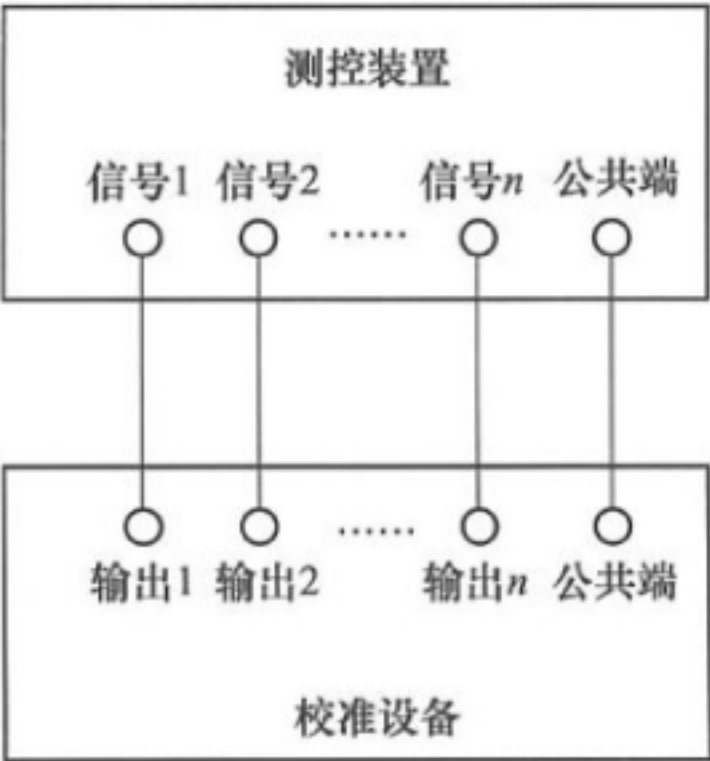 测控装置
信号1 信号2 …… 信号n 公共端
…… 
输出1 输出2 输出n 公共端
校准设备